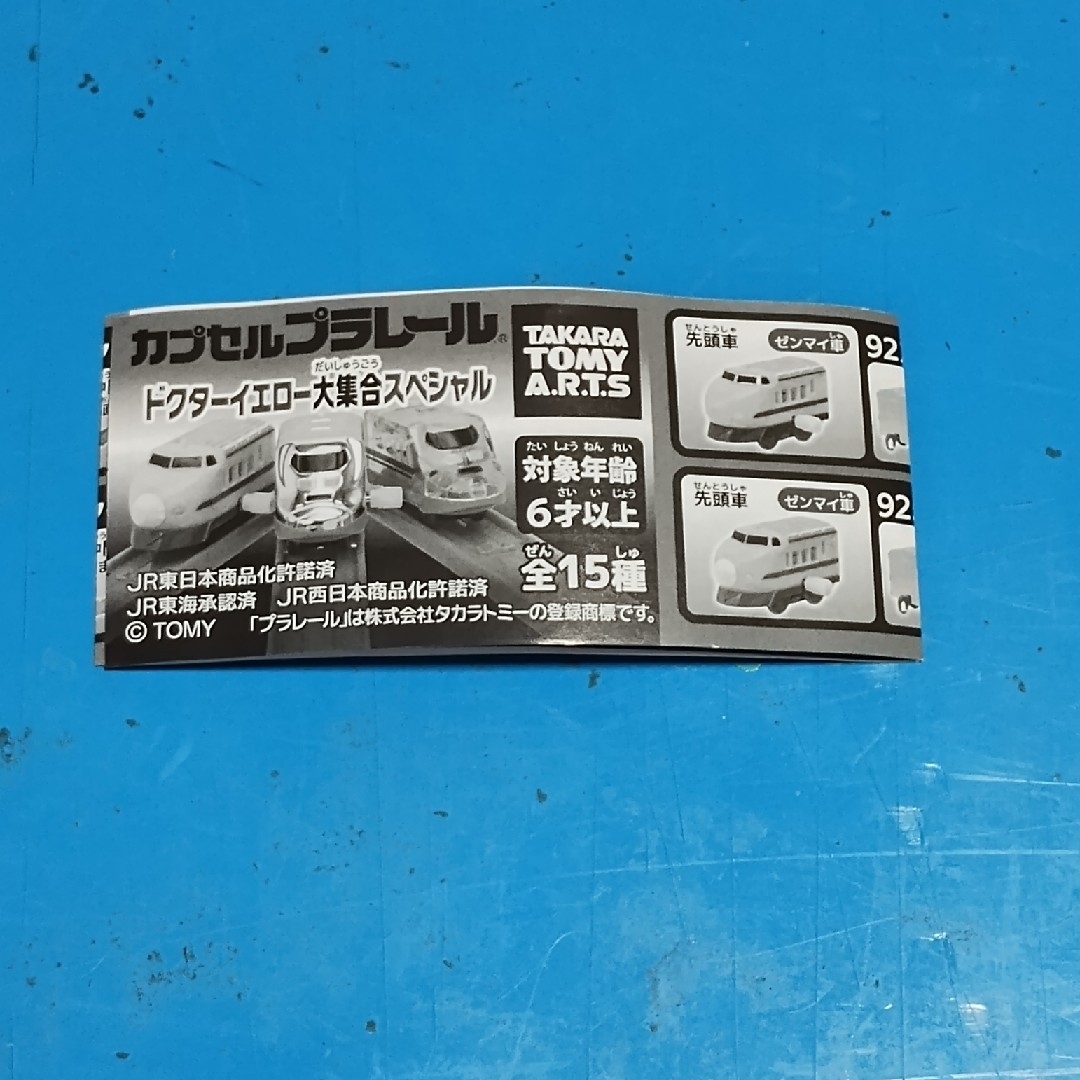 カプセルプラレール®
だいしゅうごう
ドクターイエロー大集合スペシャル
TAKARA
TOMY
A.R.T.S
たいしょうねんれい
対象年齢
さいいじょう
6才以上
ぜん しゅ
全15種
JR東日本商品化許諾済
JR東海承認済 JR西日本商品化許諾済
© TOMY 「プラレール」は株式会社タカラトミーの登録商標です。
せんとうしゃ
先頭車
しゃ
ゼンマイ車
92
せんとうしゃ
先頭車
しゃ
ゼンマイ車
92